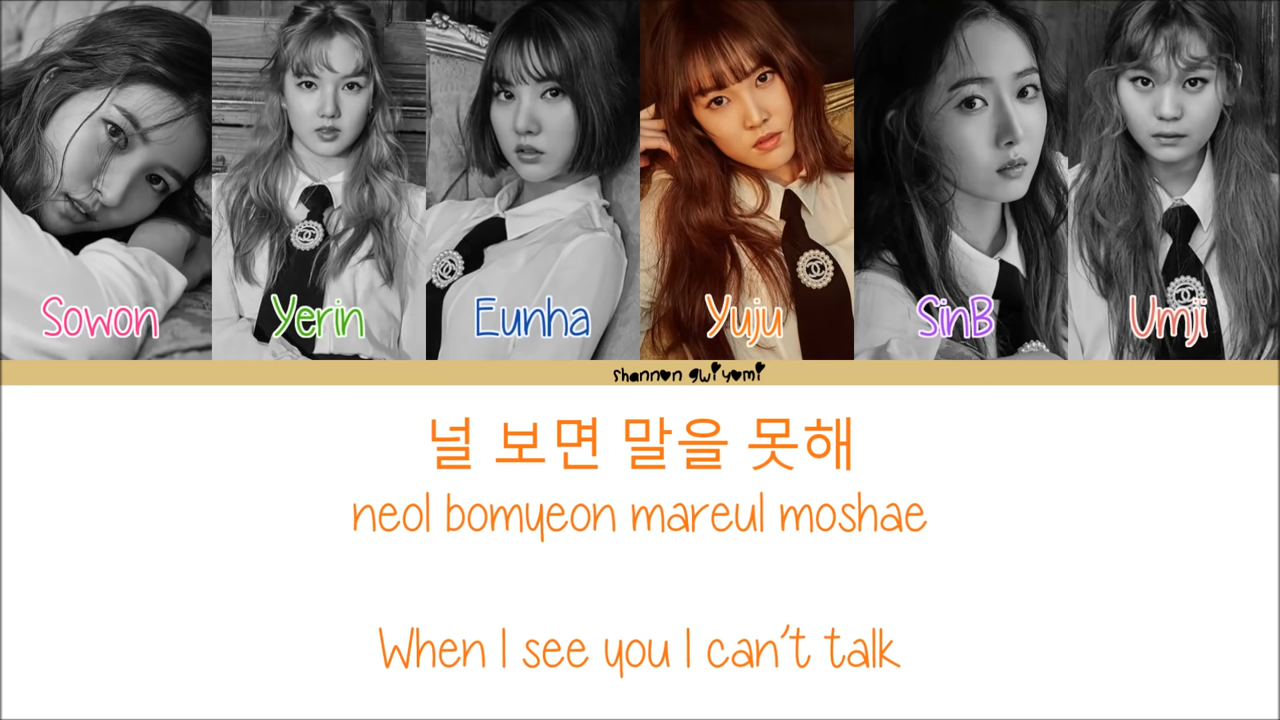 Sowon Yerin Eunha Yuju SinB Umji
shannon gwiyomi
널 보면 말을 못해
neol bomyeon mareul moshae
When I see you I can't talk